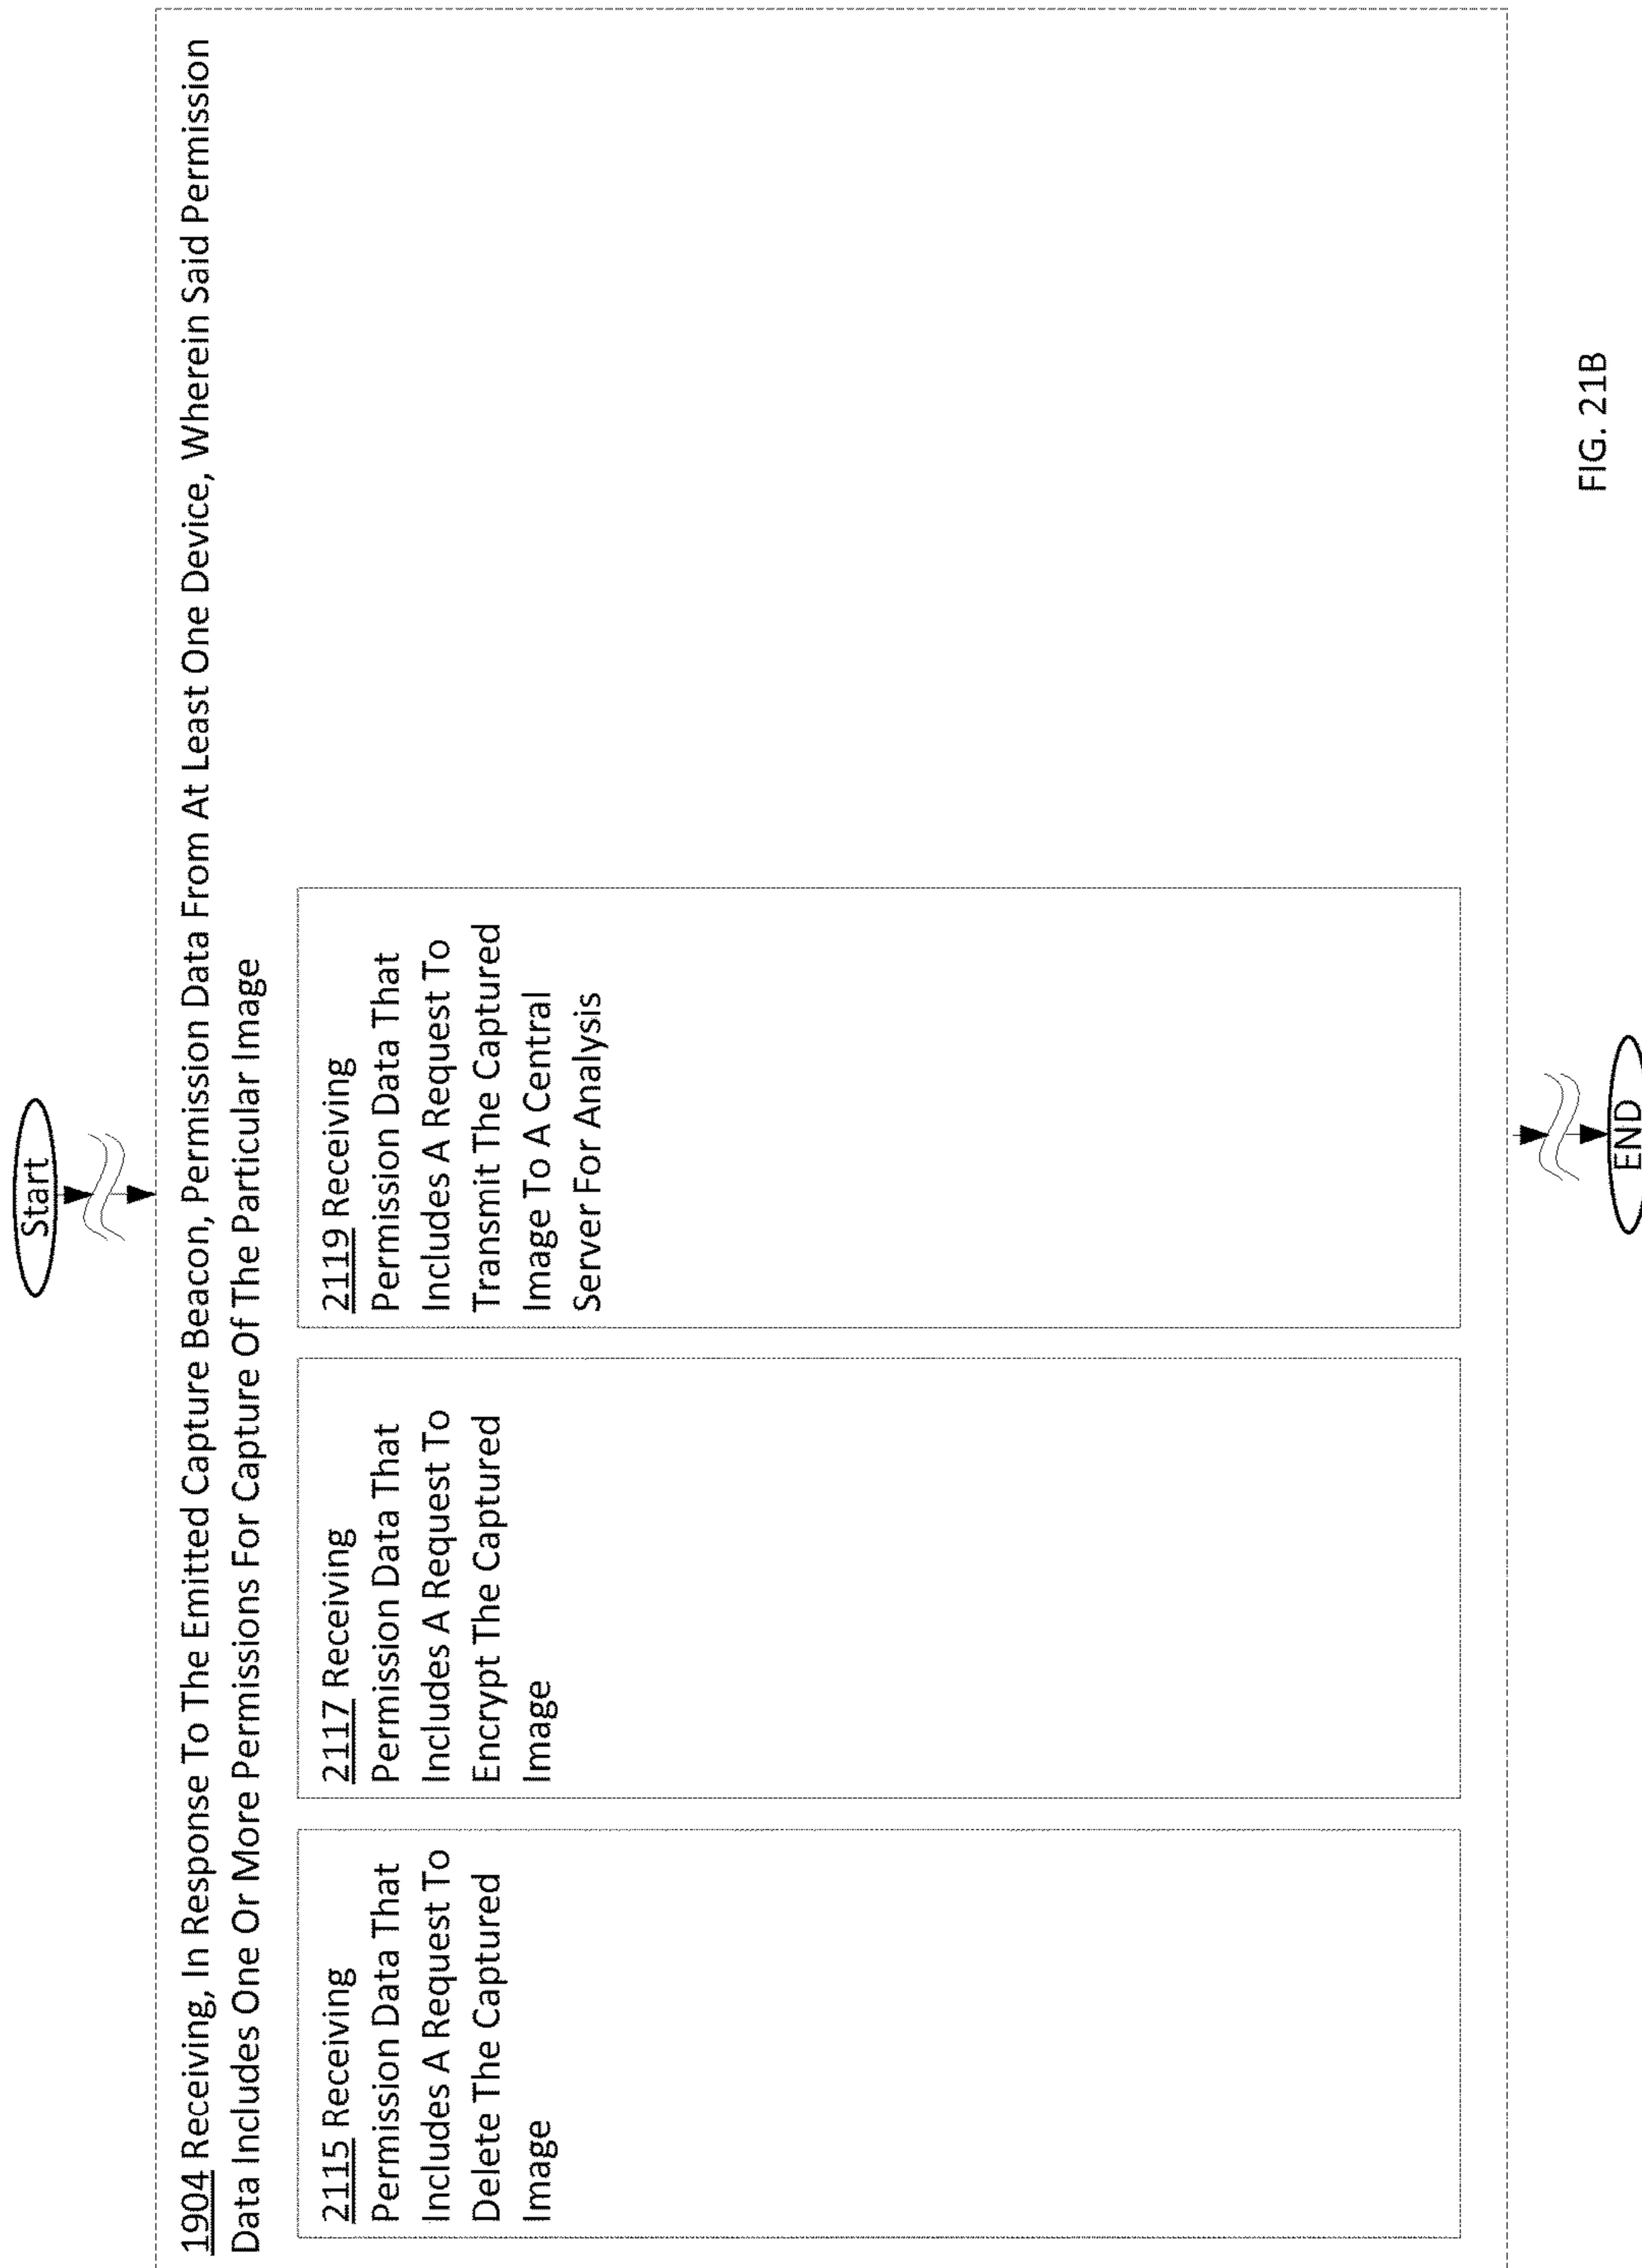 Start
1904 Receiving, In Response To The Emitted Capture Beacon, Permission Data From At Least One Device, Wherein Said Permission
Data Includes One Or More Permissions For Capture Of The Particular Image
2115 Receiving
Permission Data That
Includes A Request To
Delete The Captured
Image
2117 Receiving
Permission Data That
Includes A Request To
Encrypt The Captured
Image
2119 Receiving
Permission Data That
Includes A Request To
Transmit The Captured
Image To A Central
Server For Analysis
END
FIG. 21B